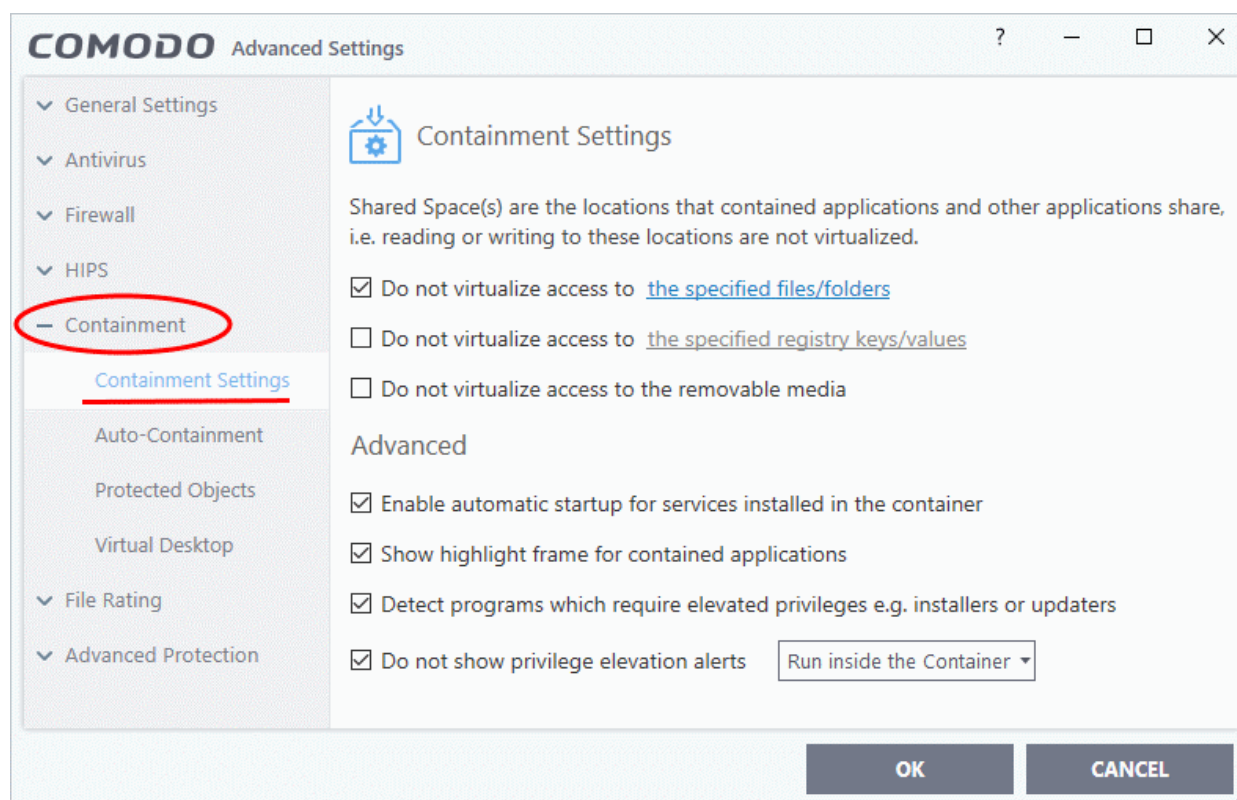 COMODO Advanced Settings
?
General Settings
Antivirus
Firewall
HIPS
Containment
Containment Settings
Auto-Containment
Protected Objects
Virtual Desktop
File Rating
Advanced Protection
Containment Settings
Shared Space(s) are the locations that contained applications and other applications share,
i.e. reading or writing to these locations are not virtualized.
Do not virtualize access to the specified files/folders
Do not virtualize access to the specified registry keys/values
Do not virtualize access to the removable media
Advanced
Enable automatic startup for services installed in the container
Show highlight frame for contained applications
Detect programs which require elevated privileges e.g. installers or updaters
Do not show privilege elevation alerts Run inside the Container
OK CANCEL